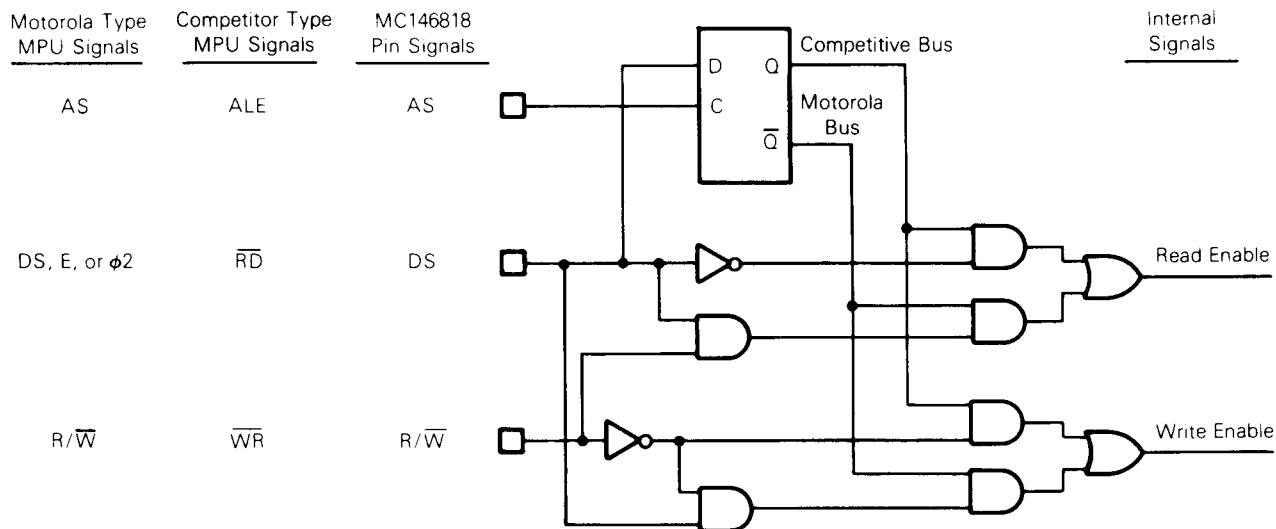 Motorola Type
MPU Signals
Competitor Type
MPU Signals
MC146818
Pin Signals
Internal
Signals
AS
ALE
AS
D
Q
C
Q̅
Competitive Bus
Motorola
Bus
DS, E, or ϕ2
R̅D̅
DS
Read Enable
R/W̅
W̅R̅
R/W̅
Write Enable